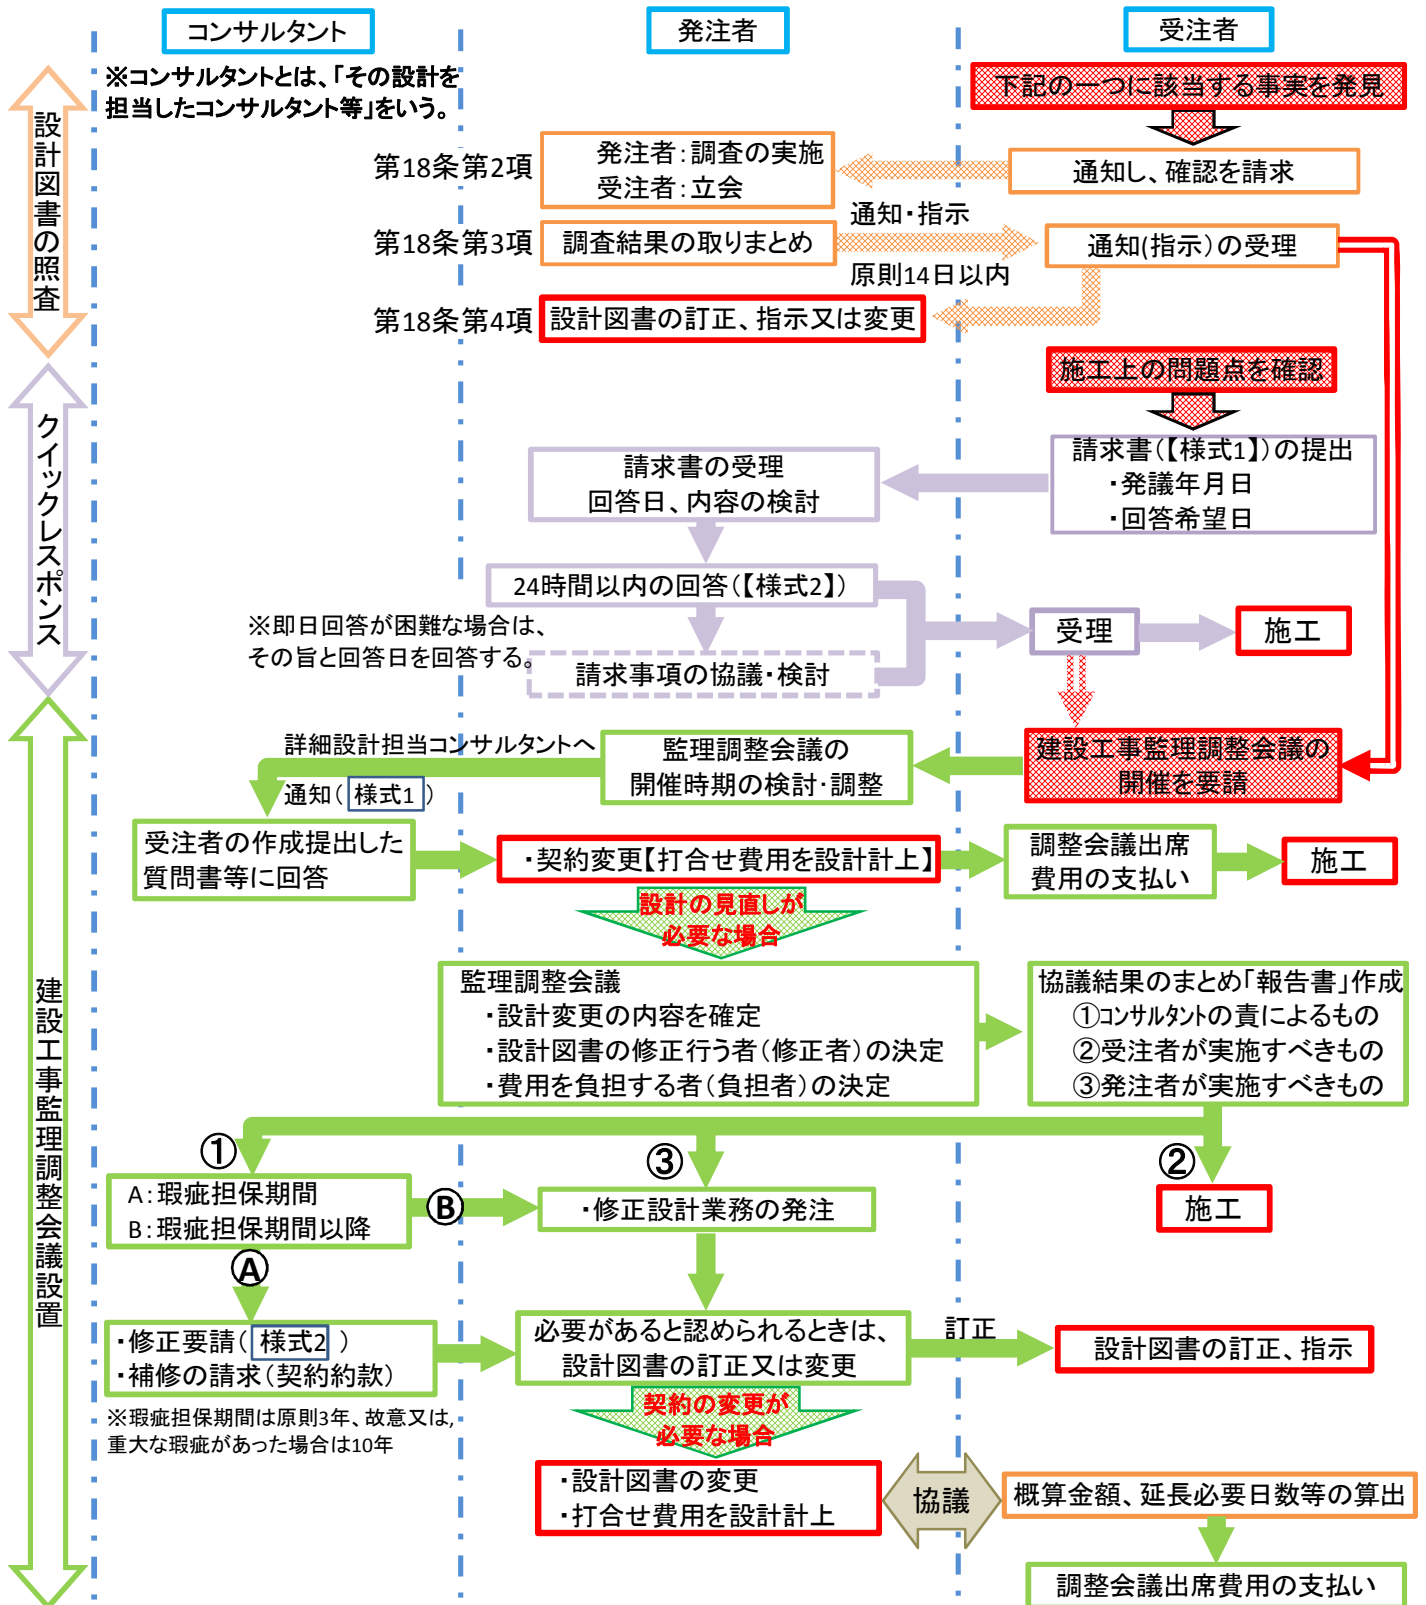 コンサルタント
発注者
受注者
※コンサルタントとは、「その設計を
担当したコンサルタント等」をいう。
下記の一つに該当する事実を発見
設計図書の照査
第18条第2項
発注者：調査の実施
受注者：立会
通知し、確認を請求
通知・指示
第18条第3項
調査結果の取りまとめ
通知(指示)の受理
原則14日以内
第18条第4項
設計図書の訂正、指示又は変更
クイックレスポンス
施工上の問題点を確認
請求書の受理
回答日、内容の検討
請求書(【様式1】)の提出
・発議年月日
・回答希望日
24時間以内の回答(【様式2】)
※即日回答が困難な場合は、
その旨と回答日を回答する。
請求事項の協議・検討
受理
施工
建設工事監理調整会議設置
詳細設計担当コンサルタントへ
通知( 様式1 )
監理調整会議の
開催時期の検討・調整
建設工事監理調整会議の
開催を要請
受注者の作成提出した
質問書等に回答
・契約変更【打合せ費用を設計計上】
調整会議出席
費用の支払い
施工
設計の見直しが
必要な場合
監理調整会議
・設計変更の内容を確定
・設計図書の修正行う者(修正者)の決定
・費用を負担する者(負担者)の決定
協議結果のまとめ「報告書」作成
①コンサルタントの責によるもの
②受注者が実施すべきもの
③発注者が実施すべきもの
①
③
②
A：瑕疵担保期間
B：瑕疵担保期間以降
Ⓑ
・修正設計業務の発注
施工
Ⓐ
・修正要請( 様式2 )
・補修の請求(契約約款)
必要があると認められるときは、
設計図書の訂正又は変更
訂正
設計図書の訂正、指示
※瑕疵担保期間は原則3年、故意又は,
重大な瑕疵があった場合は10年
契約の変更が
必要な場合
・設計図書の変更
・打合せ費用を設計計上
協議
概算金額、延長必要日数等の算出
調整会議出席費用の支払い